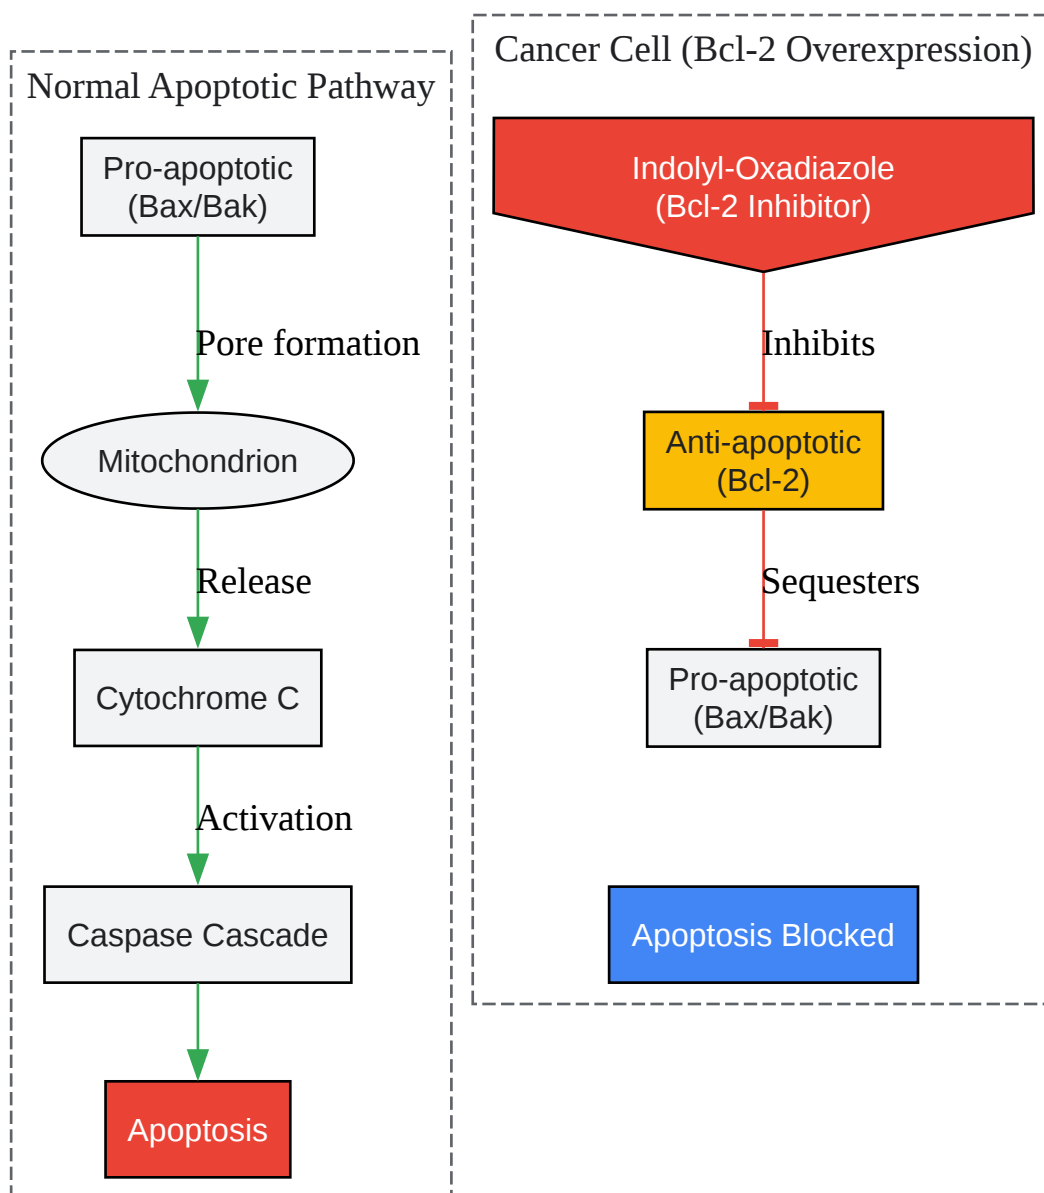 Normal Apoptotic Pathway
Pro-apoptotic
(Bax/Bak)
Pore formation
Mitochondrion
Release
Cytochrome C
Activation
Caspase Cascade
Apoptosis
Cancer Cell (Bcl-2 Overexpression)
Indolyl-Oxadiazole
(Bcl-2 Inhibitor)
Inhibits
Anti-apoptotic
(Bcl-2)
Sequesters
Pro-apoptotic
(Bax/Bak)
Apoptosis Blocked